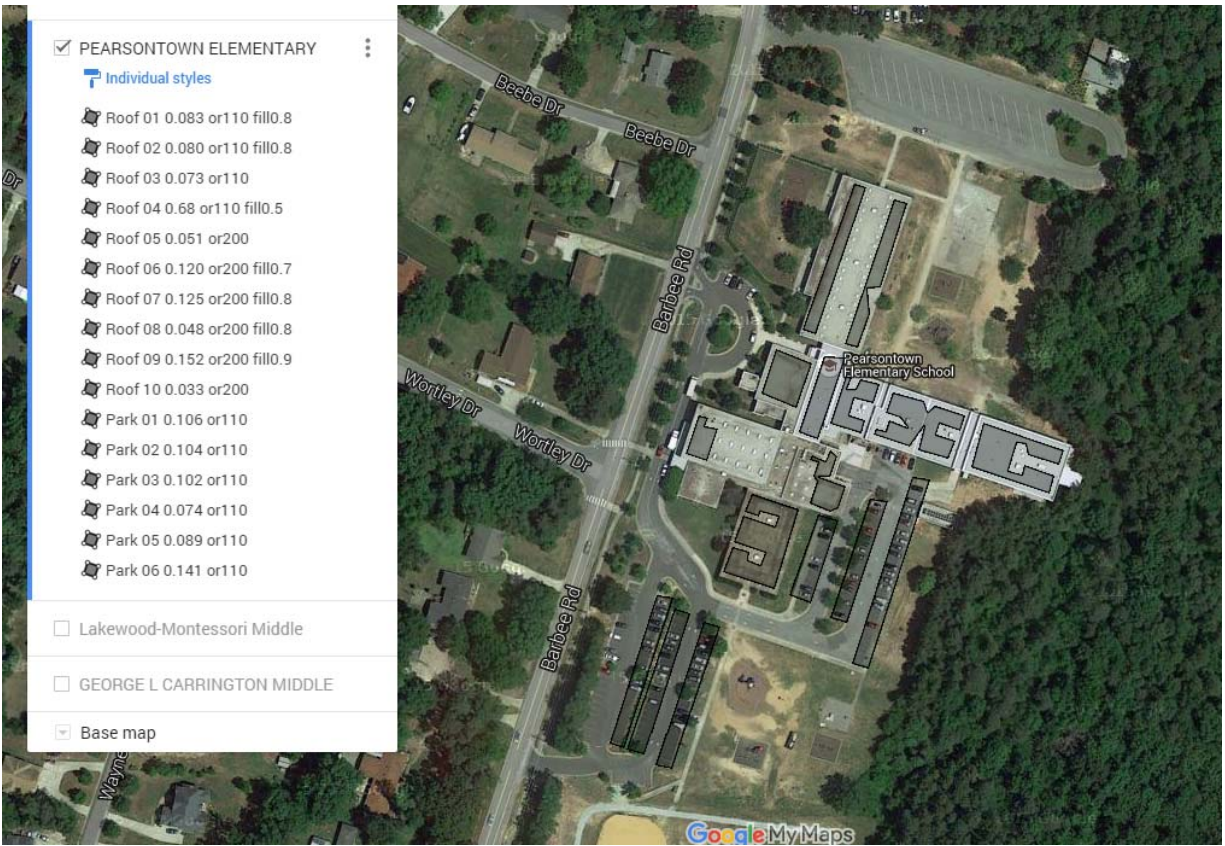 PEARSONTOWN ELEMENTARY
Individual styles
Roof 01 0.083 or110 fill0.8
Roof 02 0.080 or110 fill0.8
Roof 03 0.073 or110
Roof 04 0.68 or110 fill0.5
Roof 05 0.051 or200
Roof 06 0.120 or200 fill0.7
Roof 07 0.125 or200 fill0.8
Roof 08 0.048 or200 fill0.8
Roof 09 0.152 or200 fill0.9
Roof 10 0.033 or200
Park 01 0.106 or110
Park 02 0.104 or110
Park 03 0.102 or110
Park 04 0.074 or110
Park 05 0.089 or110
Park 06 0.141 or110
Lakewood-Montessori Middle
GEORGE L CARRINGTON MIDDLE
Base map
Dr
Wayne
Beebe Dr
Beebe Dr
Barbee Rd
Pearsontown
Elementary School
Wortley Dr
Wortley Dr
Barbee Rd
Google My Maps